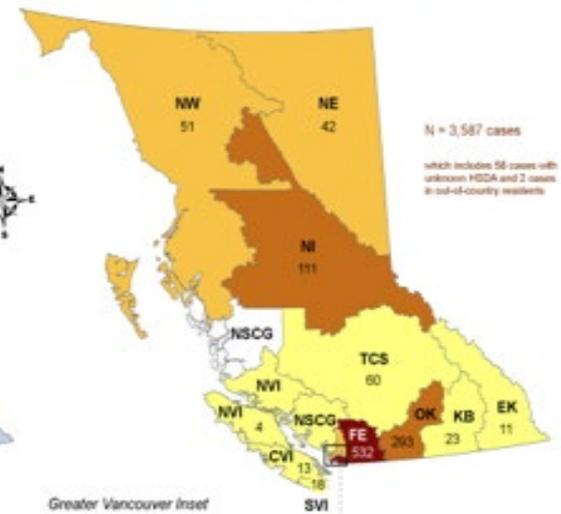 NW
51
NE
42
N = 3,587 cases
which includes 58 cases with
unknown HSDA and 2 cases
in out-of-country residents
E
S
NI
111
NSCG
TCS
60
NVI
NVI
4
NSCG
OK
293
KB
23
EK
11
FE
532
CVI
13
18
SVI
Greater Vancouver Inset